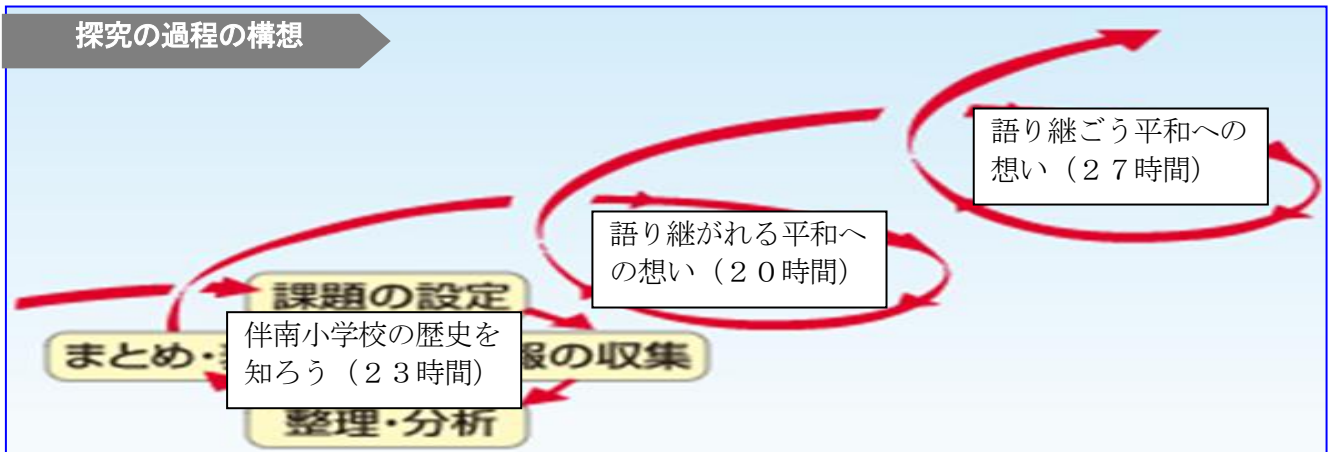 探究の過程の構想
語り継ごう平和への
想い（２７時間）
語り継がれる平和へ
の想い（２０時間）
課題の設定
伴南小学校の歴史を
知ろう（２３時間）
まとめ・
の収集
整理・分析